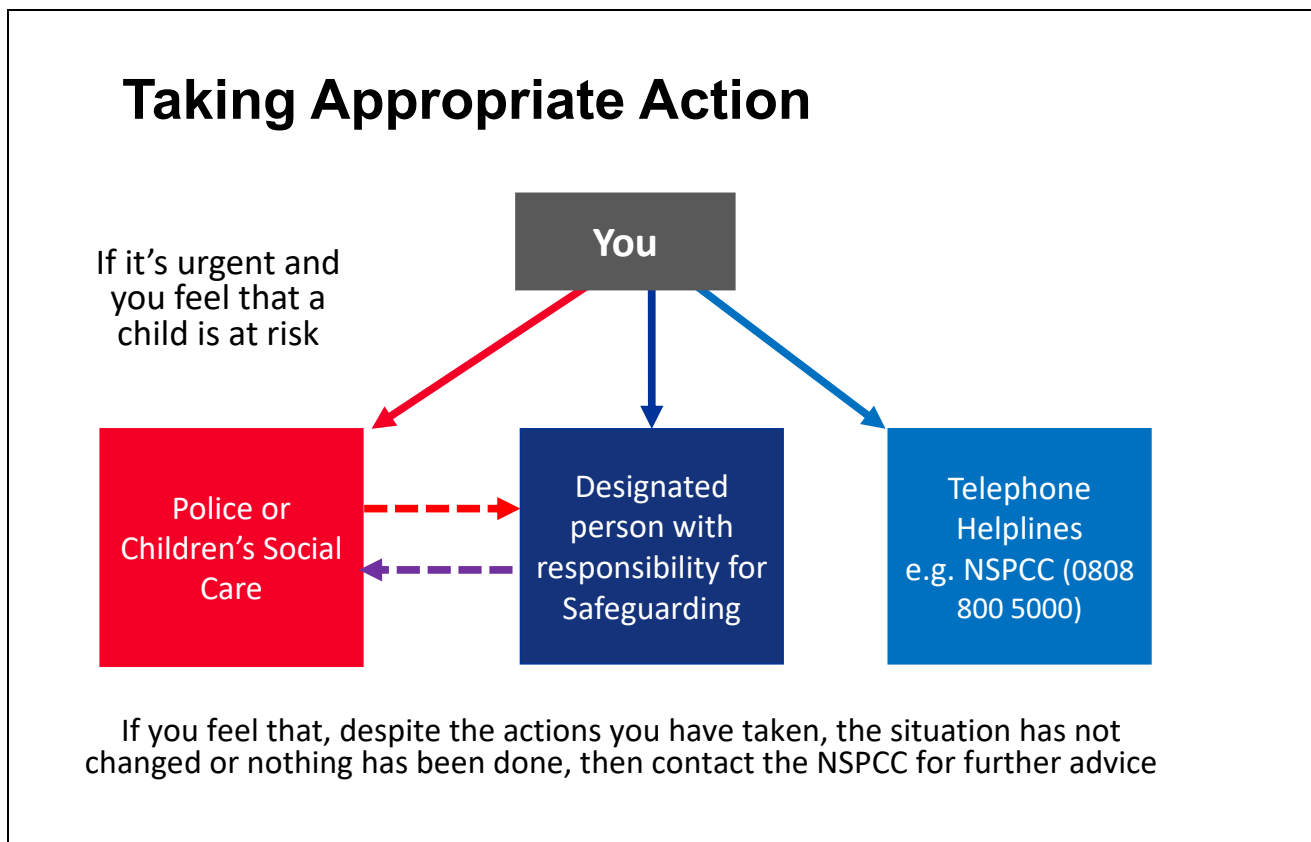 Taking Appropriate Action
You
If it’s urgent and
you feel that a
child is at risk
Police or
Children’s Social
Care
Designated
person with
responsibility for
Safeguarding
Telephone
Helplines
e.g. NSPCC (0808
800 5000)
If you feel that, despite the actions you have taken, the situation has not
changed or nothing has been done, then contact the NSPCC for further advice